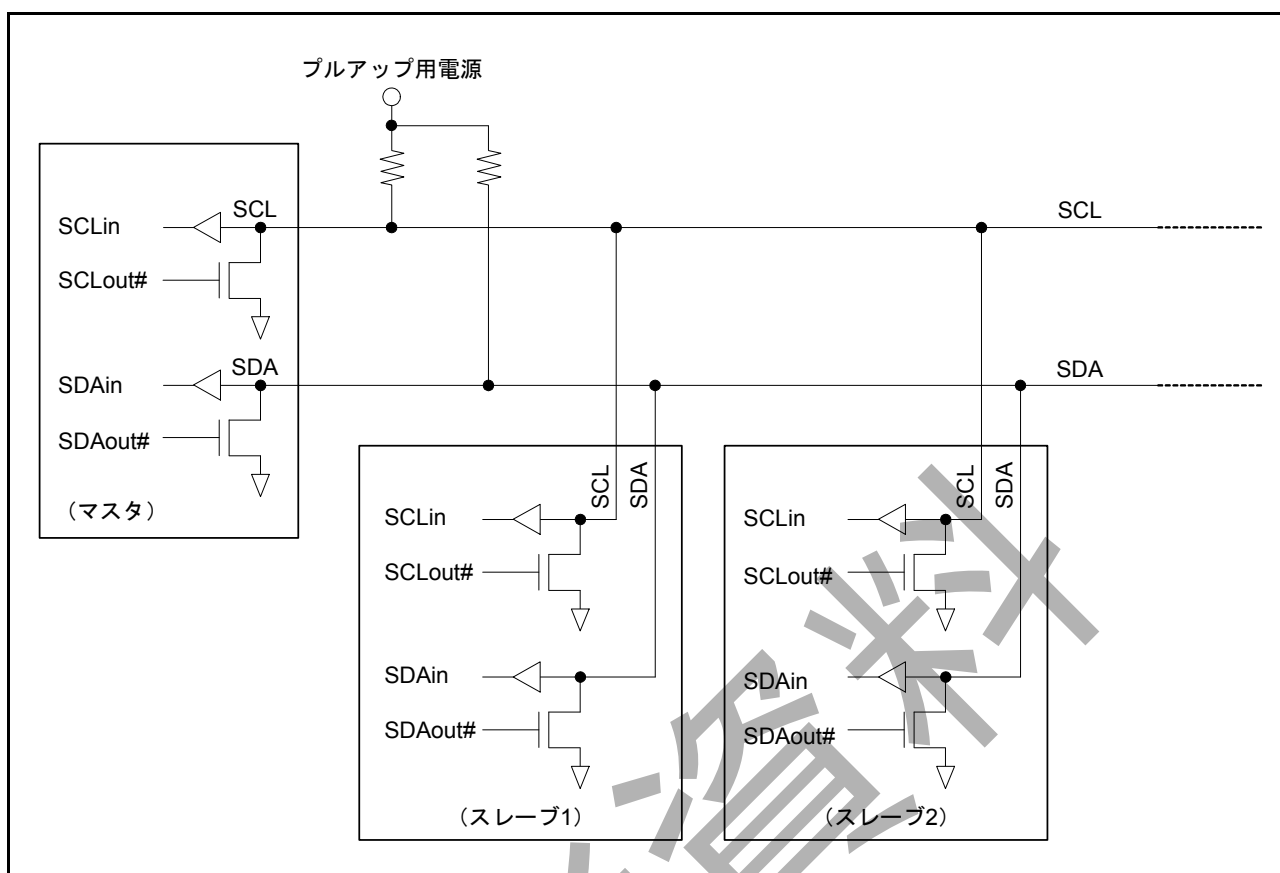 プルアップ用電源
SCL
SCLin
SCLout#
SDA
SDAin
SDAout#
（マスタ）
SCL
SDA
SCL
SDA
SCLin
SCLout#
SDAin
SDAout#
（スレーブ1）
SCL
SDA
SCLin
SCLout#
SDAin
SDAout#
（スレーブ2）
資料